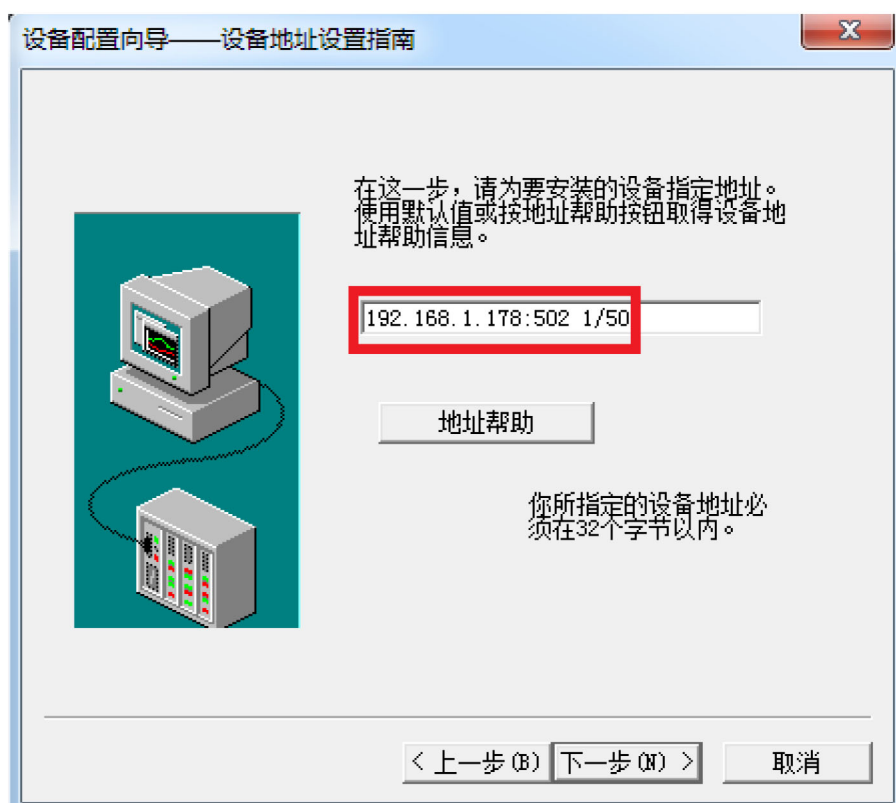 设备配置向导——设备地址设置指南
在这一步，请为要安装的设备指定地址。
使用默认值或按地址帮助按钮取得设备地
址帮助信息。
192.168.1.178:502 1/50
地址帮助
你所指定的设备地址必
须在32个字节以内。
< 上一步(B) 下一步(N) > 取消